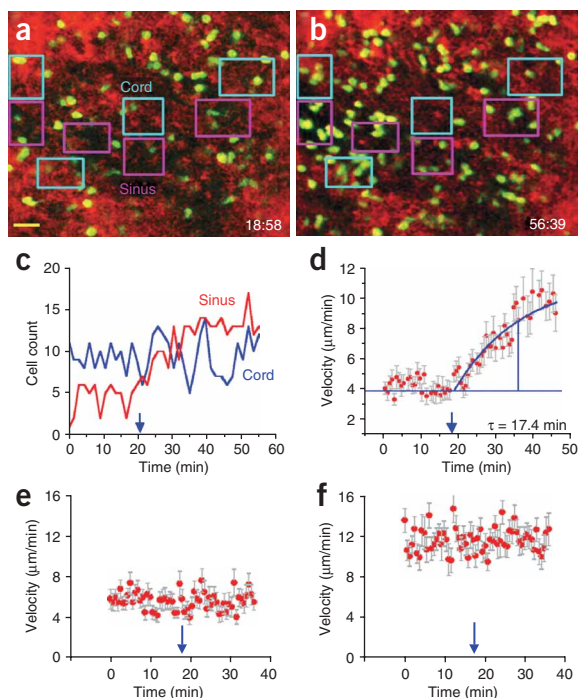 a
Cord
Sinus
18:58
b
56:39
c
20
15
10
5
0
Cell count
Sinus
Cord
0 10 20 30 40 50 60
Time (min)
d
12
10
8
6
4
2
Velocity (μm/min)
τ = 17.4 min
0 10 20 30 40 50
Time (min)
e
16
12
8
4
0
Velocity (μm/min)
0 10 20 30 40
Time (min)
f
16
12
8
4
0
Velocity (μm/min)
0 10 20 30 40
Time (min)